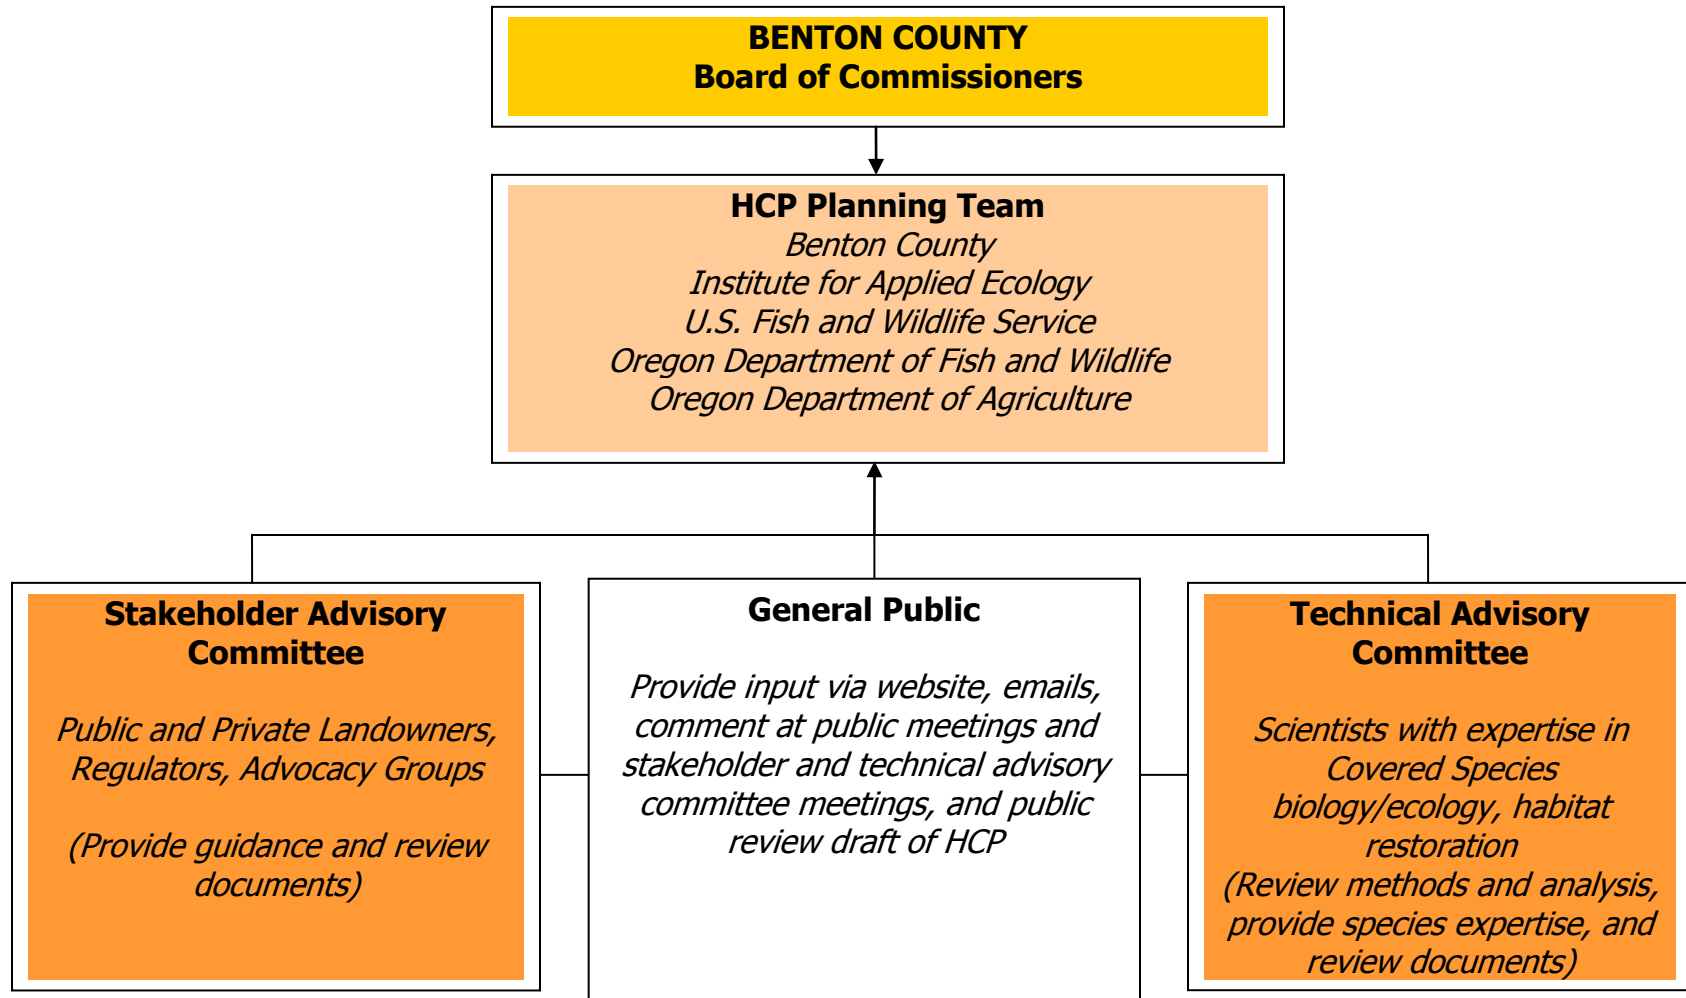 BENTON COUNTY
Board of Commissioners
HCP Planning Team
Benton County
Institute for Applied Ecology
U.S. Fish and Wildlife Service
Oregon Department of Fish and Wildlife
Oregon Department of Agriculture
Stakeholder Advisory
Committee
Public and Private Landowners,
Regulators, Advocacy Groups
(Provide guidance and review
documents)
General Public
Provide input via website, emails,
comment at public meetings and
stakeholder and technical advisory
committee meetings, and public
review draft of HCP
Technical Advisory
Committee
Scientists with expertise in
Covered Species
biology/ecology, habitat
restoration
(Review methods and analysis,
provide species expertise, and
review documents)